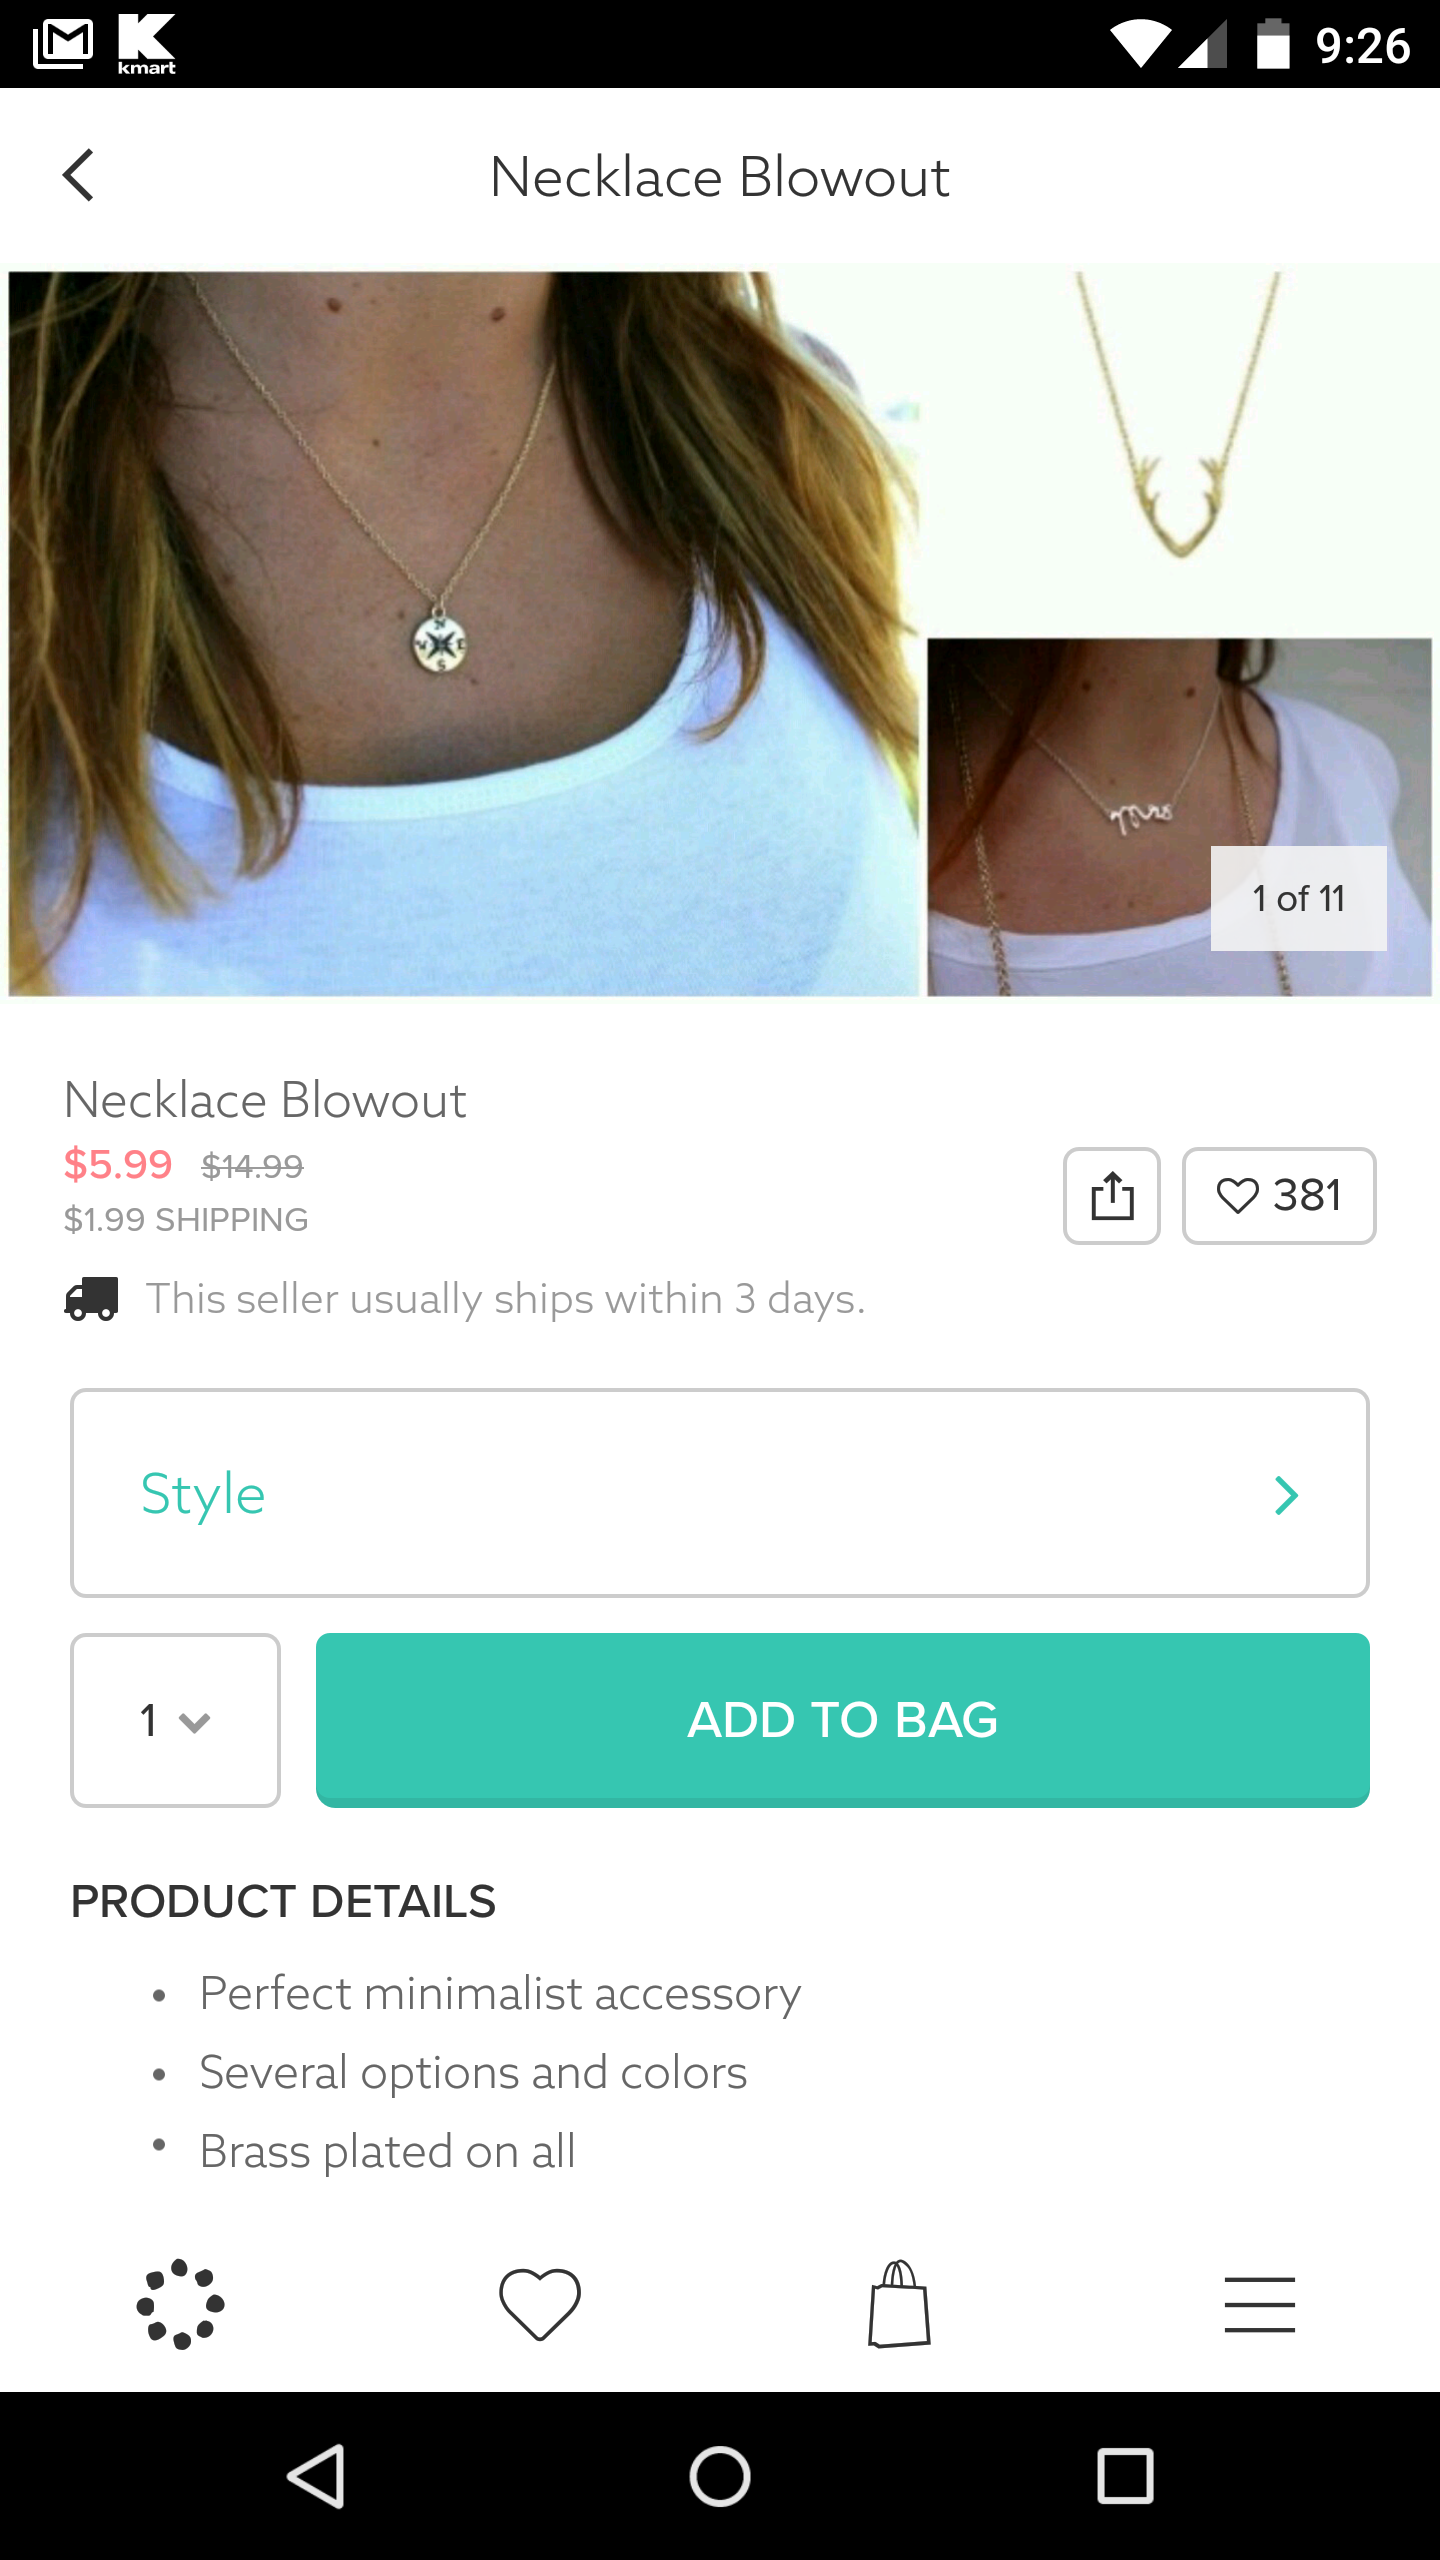 kmart
9:26
Necklace Blowout
N
W E
S
mrs
1 of 11
Necklace Blowout
$5.99 $14.99
$1.99 SHIPPING
381
This seller usually ships within 3 days.
Style
1
ADD TO BAG
PRODUCT DETAILS
• Perfect minimalist accessory
• Several options and colors
• Brass plated on all